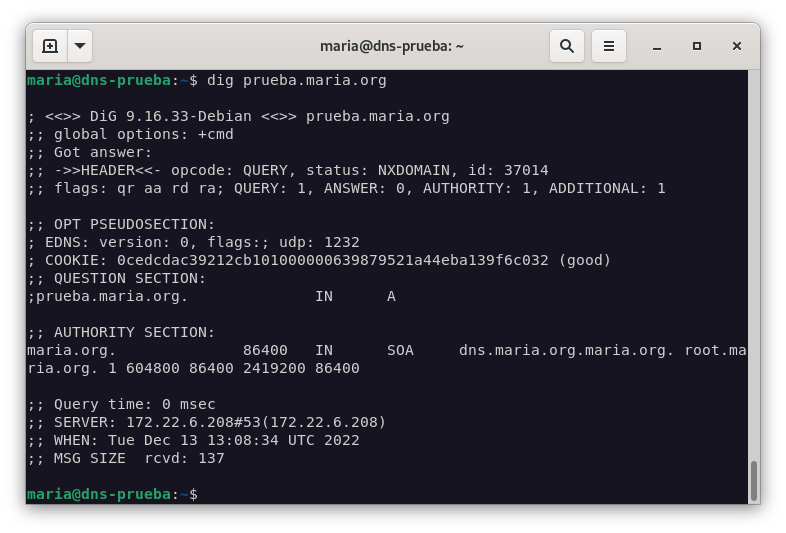 maria@dns-prueba: ~
maria@dns-prueba:~$ dig prueba.maria.org

; <<>> DiG 9.16.33-Debian <<>> prueba.maria.org
;; global options: +cmd
;; Got answer:
;; ->>HEADER<<- opcode: QUERY, status: NXDOMAIN, id: 37014
;; flags: qr aa rd ra; QUERY: 1, ANSWER: 0, AUTHORITY: 1, ADDITIONAL: 1

;; OPT PSEUDOSECTION:
; EDNS: version: 0, flags:; udp: 1232
; COOKIE: 0cedcdac39212cb101000000639879521a44eba139f6c032 (good)
;; QUESTION SECTION:
;prueba.maria.org.              IN      A

;; AUTHORITY SECTION:
maria.org.              86400   IN      SOA     dns.maria.org.maria.org. root.ma
ria.org. 1 604800 86400 2419200 86400

;; Query time: 0 msec
;; SERVER: 172.22.6.208#53(172.22.6.208)
;; WHEN: Tue Dec 13 13:08:34 UTC 2022
;; MSG SIZE  rcvd: 137

maria@dns-prueba:~$